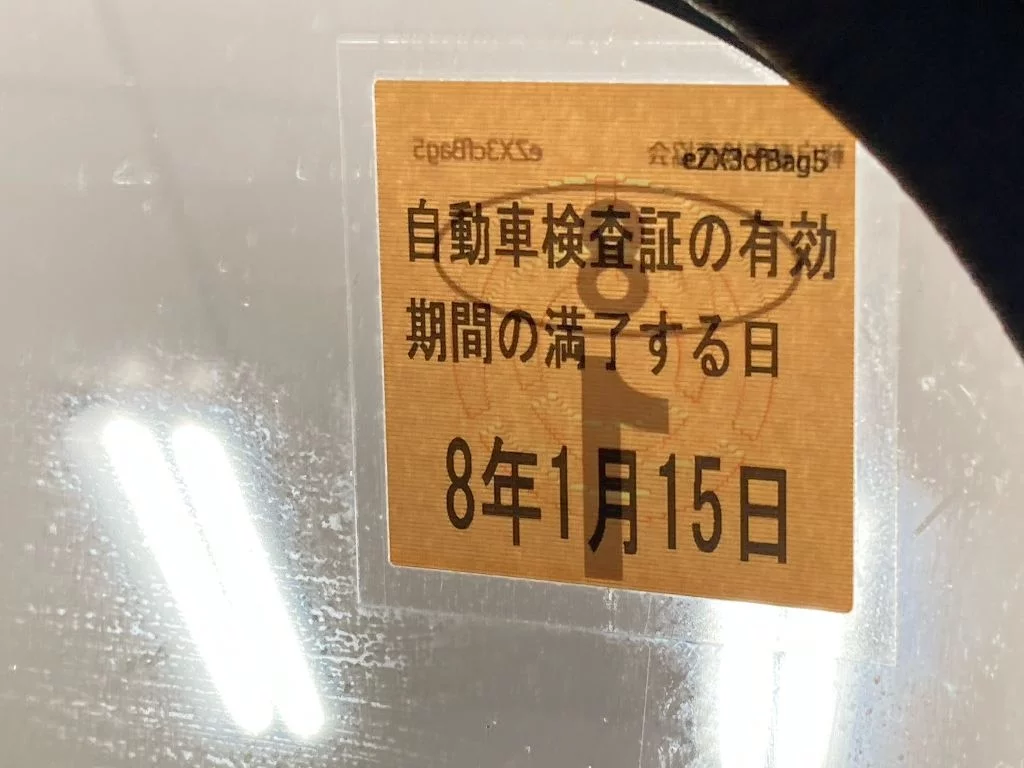 eZX3cfBag5
自動車検査証の有効
期間の満了する日
8年1月15日